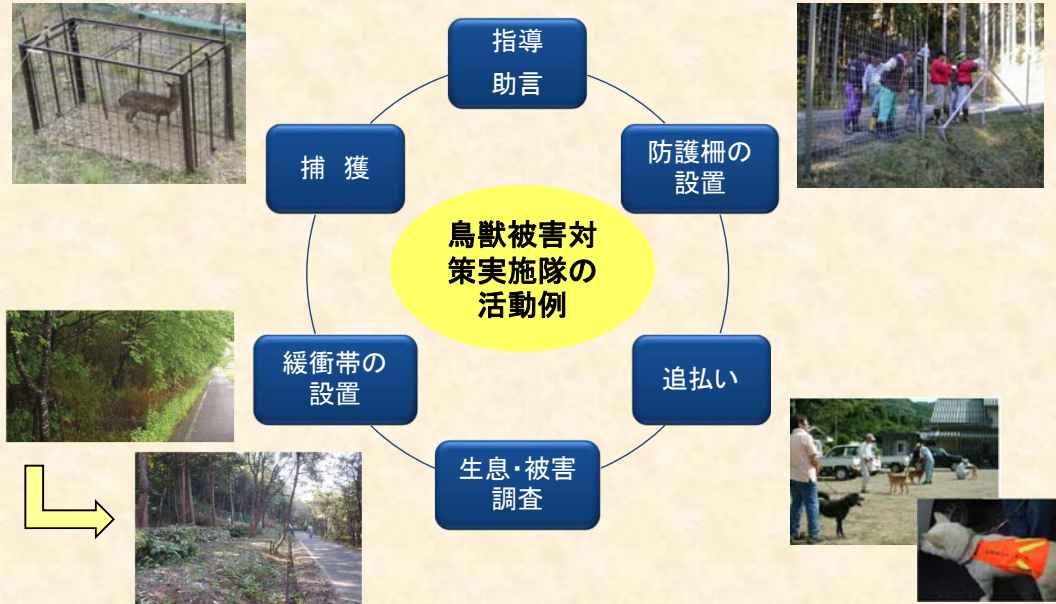 指導
助言
捕　獲
防護柵の
設置
鳥獣被害対
策実施隊の
活動例
緩衝帯の
設置
追払い
生息・被害
調査